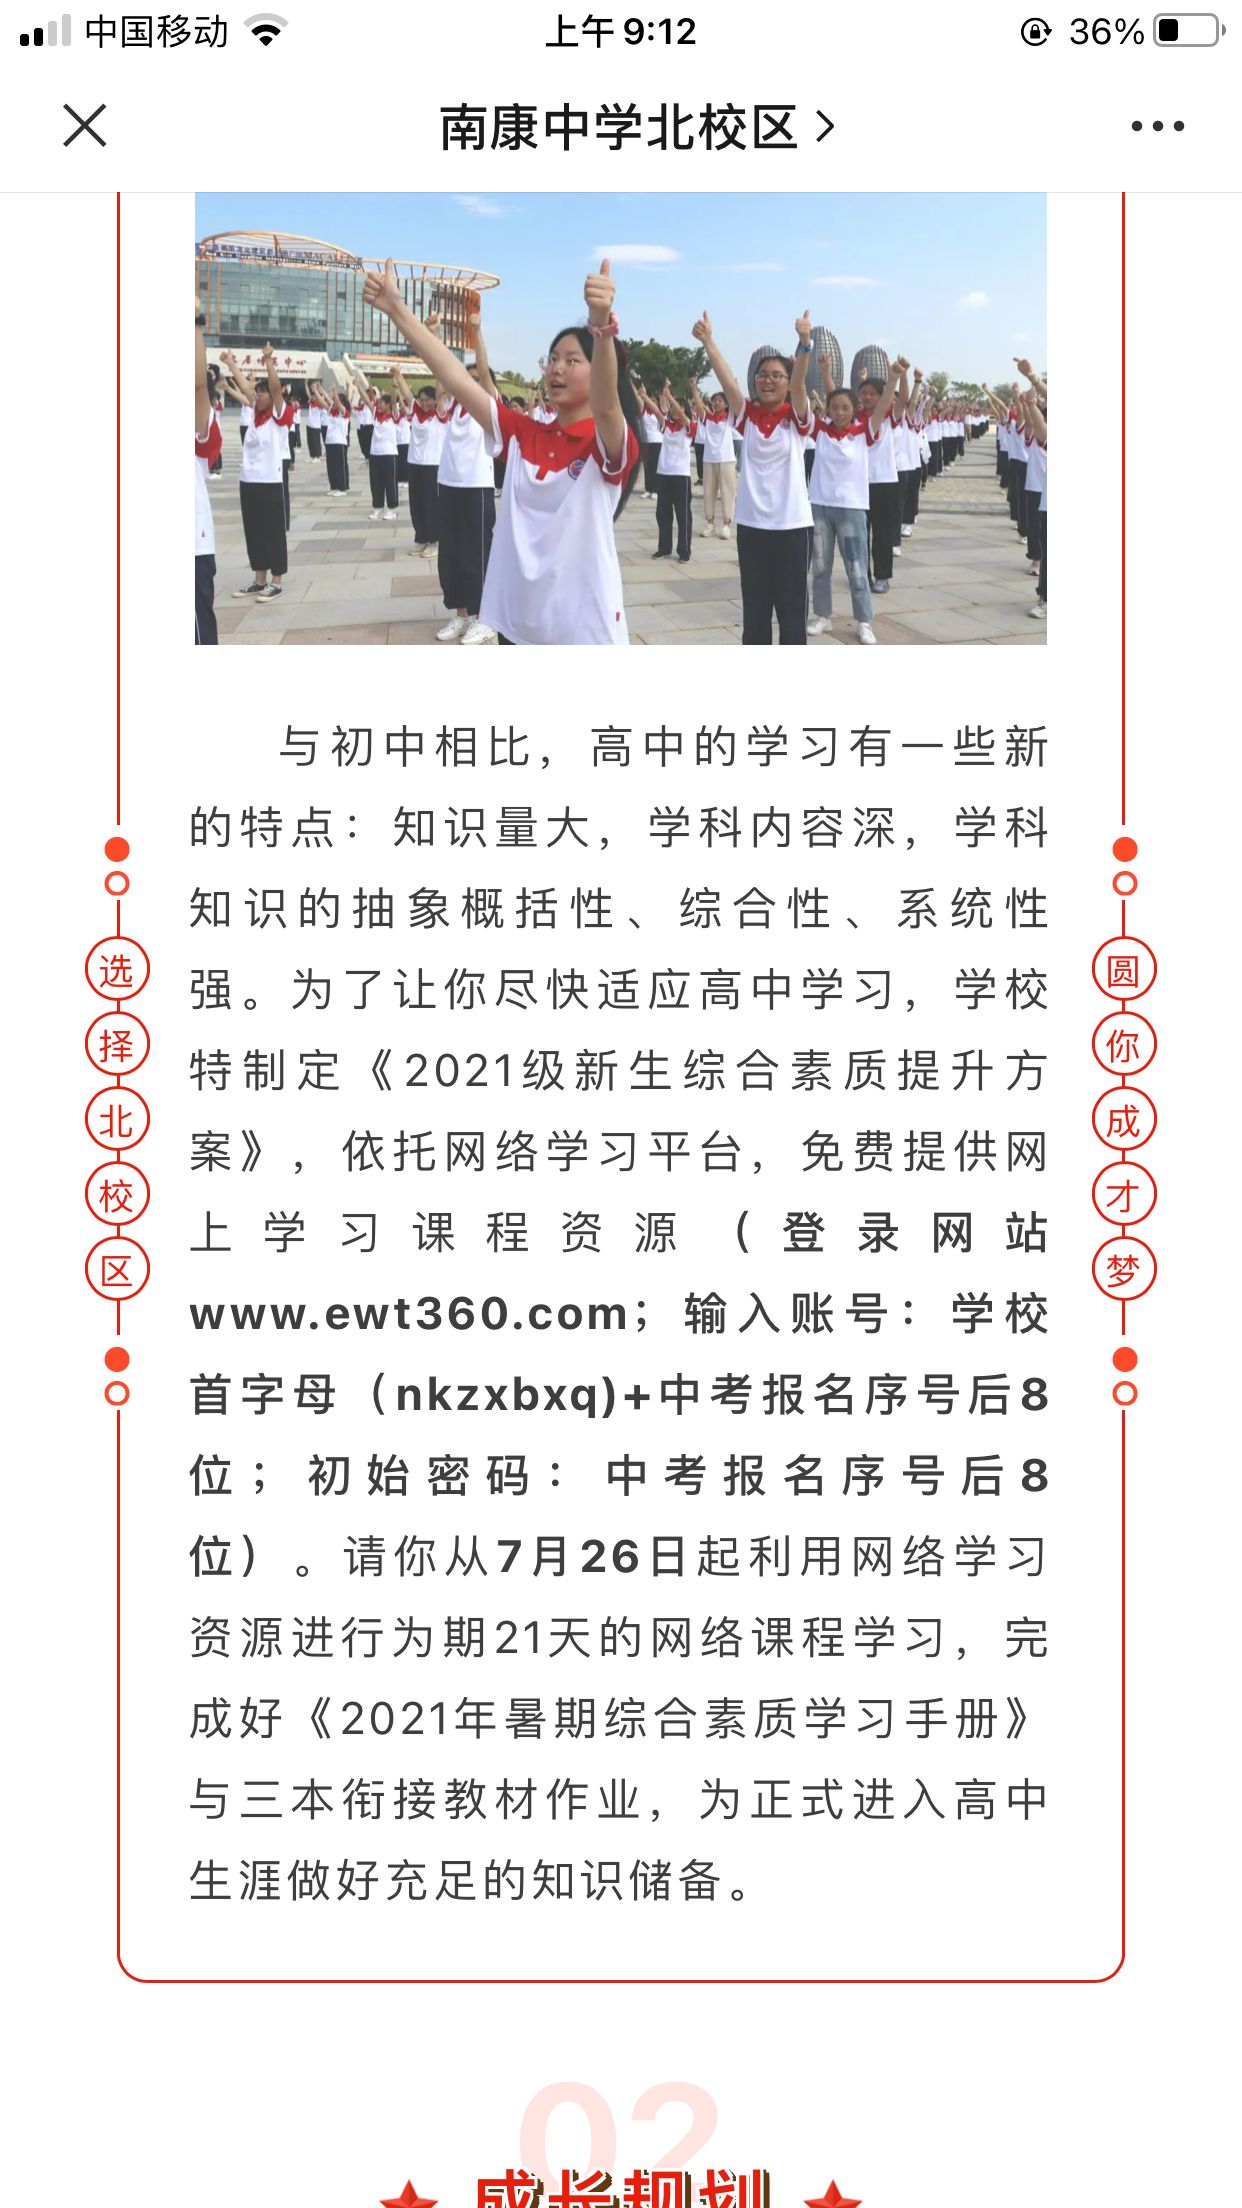 中国移动
上午 9:12
36%
南康中学北校区
居博览中心
与初中相比，高中的学习有一些新
的特点：知识量大，学科内容深，学科
知识的抽象概括性、综合性、系统性
强。为了让你尽快适应高中学习，学校
特制定《2021级新生综合素质提升方
案》，依托网络学习平台，免费提供网
上学习课程资源（登录网站
www.ewt360.com；输入账号：学校
首字母（nkzxbxq)+中考报名序号后8
位；初始密码：中考报名序号后8
位）。请你从7月26日起利用网络学习
资源进行为期21天的网络课程学习，完
成好《2021年暑期综合素质学习手册》
与三本衔接教材作业，为正式进入高中
生涯做好充足的知识储备。
选择北校区
圆你成才梦
02
成长规划